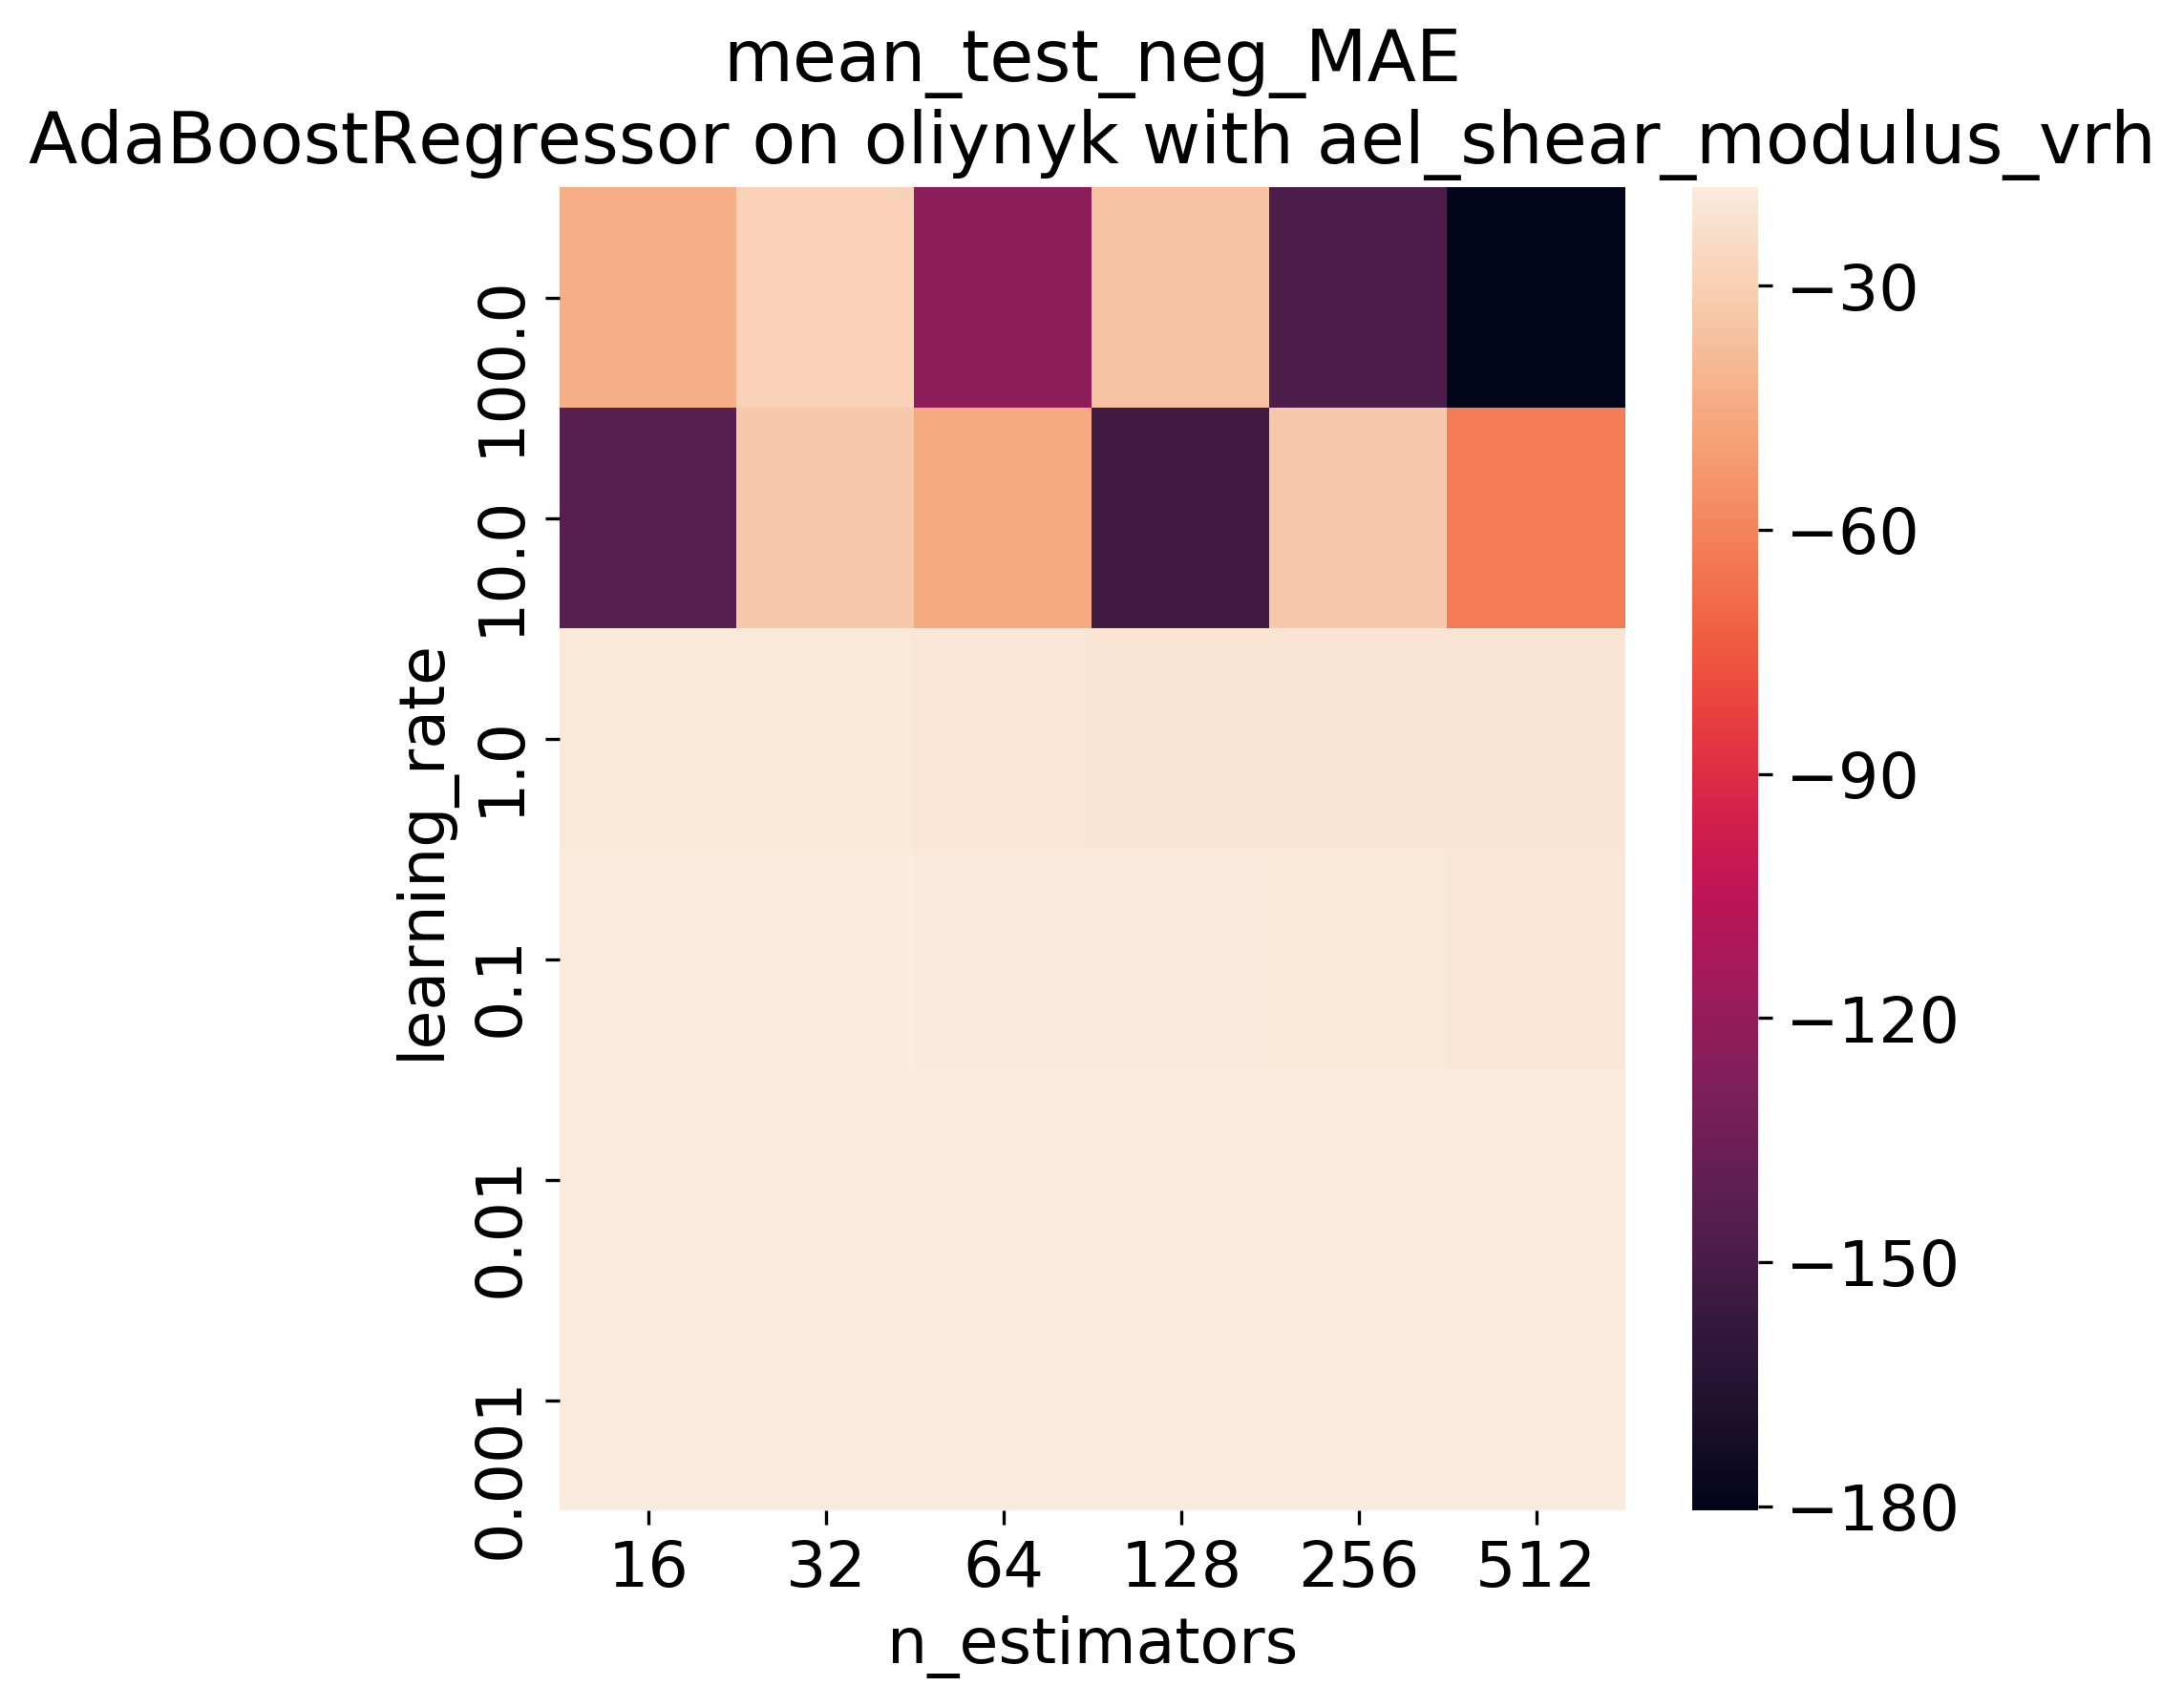 mean_test_neg_MAE
AdaBoostRegressor on oliynyk with ael_shear_modulus_vrh
learning_rate
100.0
10.0
1.0
0.1
0.01
0.001
16 32 64 128 256 512
n_estimators
−30
−60
−90
−120
−150
−180